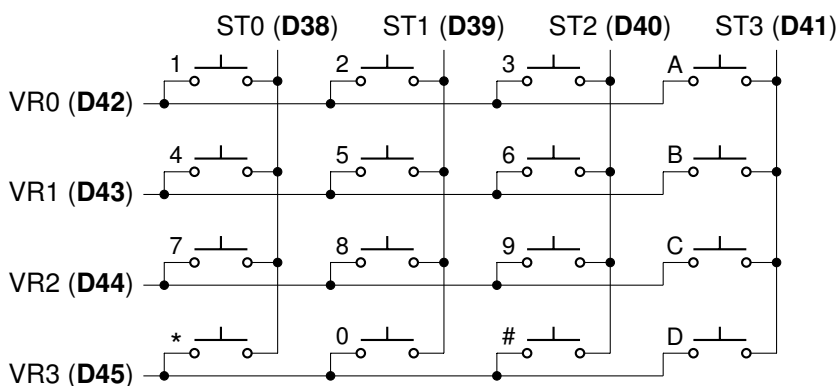 ST0 (D38) ST1 (D39) ST2 (D40) ST3 (D41)
1 2 3 A
VR0 (D42)
4 5 6 B
VR1 (D43)
7 8 9 C
VR2 (D44)
* 0 # D
VR3 (D45)